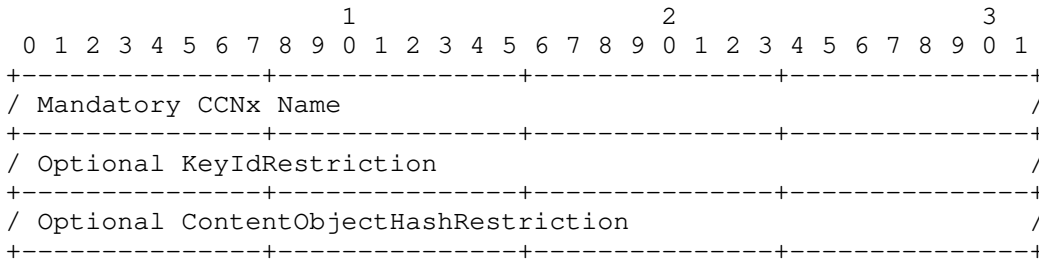 1                   2                   3
 0 1 2 3 4 5 6 7 8 9 0 1 2 3 4 5 6 7 8 9 0 1 2 3 4 5 6 7 8 9 0 1
+---------------+---------------+---------------+---------------+
/ Mandatory CCNx Name                                           /
+---------------+---------------+---------------+---------------+
/ Optional KeyIdRestriction                                     /
+---------------+---------------+---------------+---------------+
/ Optional ContentObjectHashRestriction                         /
+---------------+---------------+---------------+---------------+